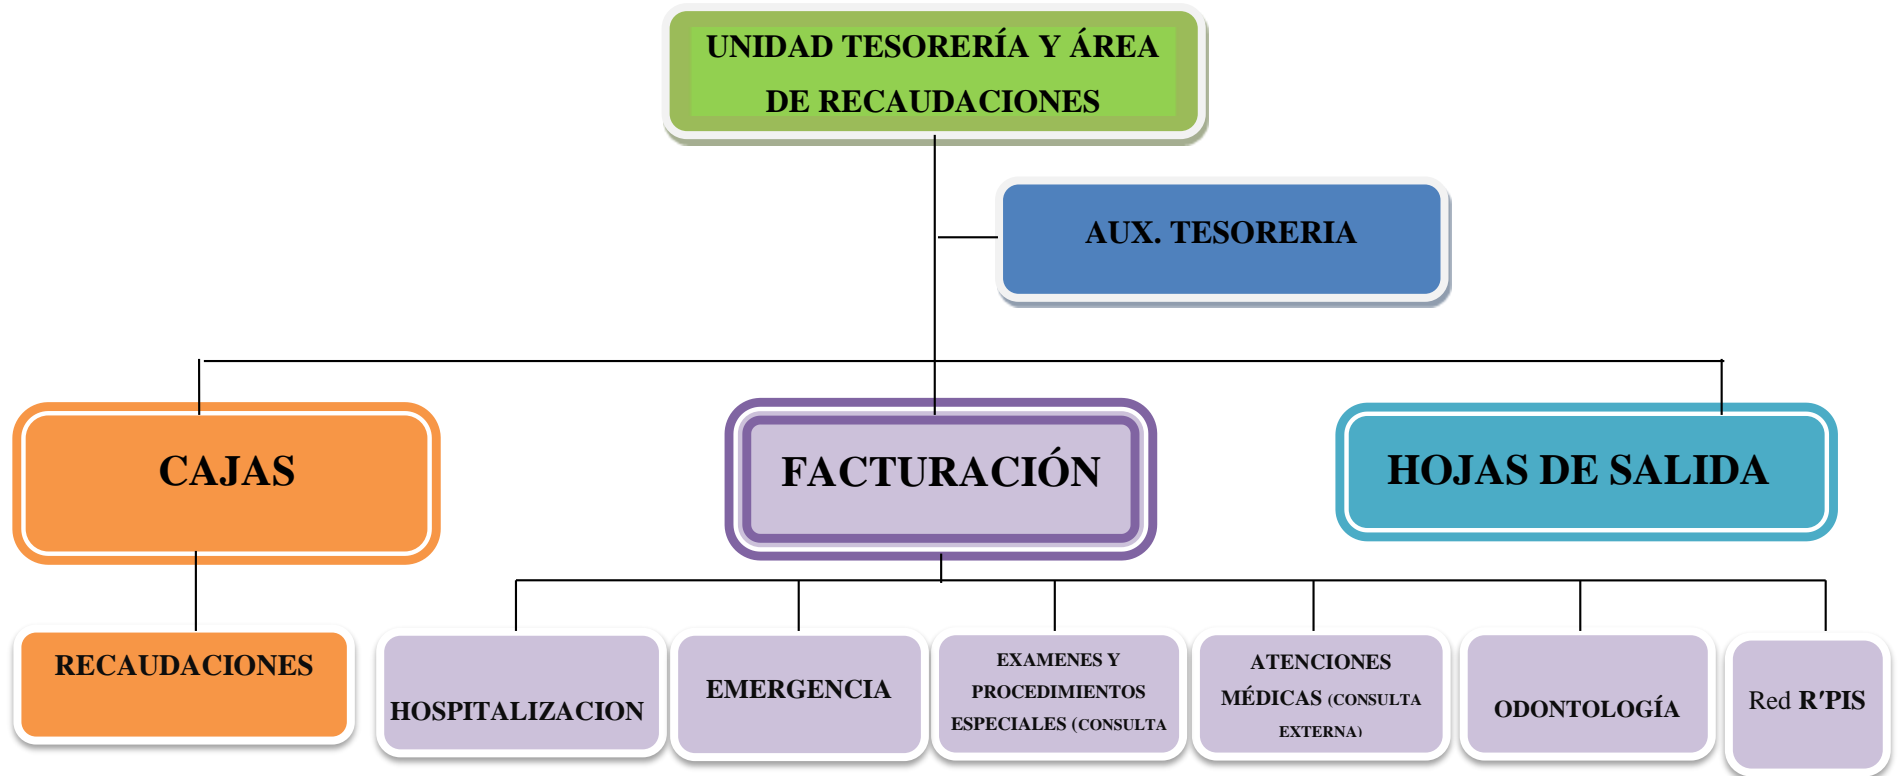 UNIDAD TESORERÍA Y ÁREA
DE RECAUDACIONES
AUX. TESORERIA
CAJAS
FACTURACIÓN
HOJAS DE SALIDA
RECAUDACIONES
HOSPITALIZACION
EMERGENCIA
EXAMENES Y
PROCEDIMIENTOS
ESPECIALES (CONSULTA
ATENCIONES
MÉDICAS (CONSULTA
EXTERNA)
ODONTOLOGÍA
Red R'PIS